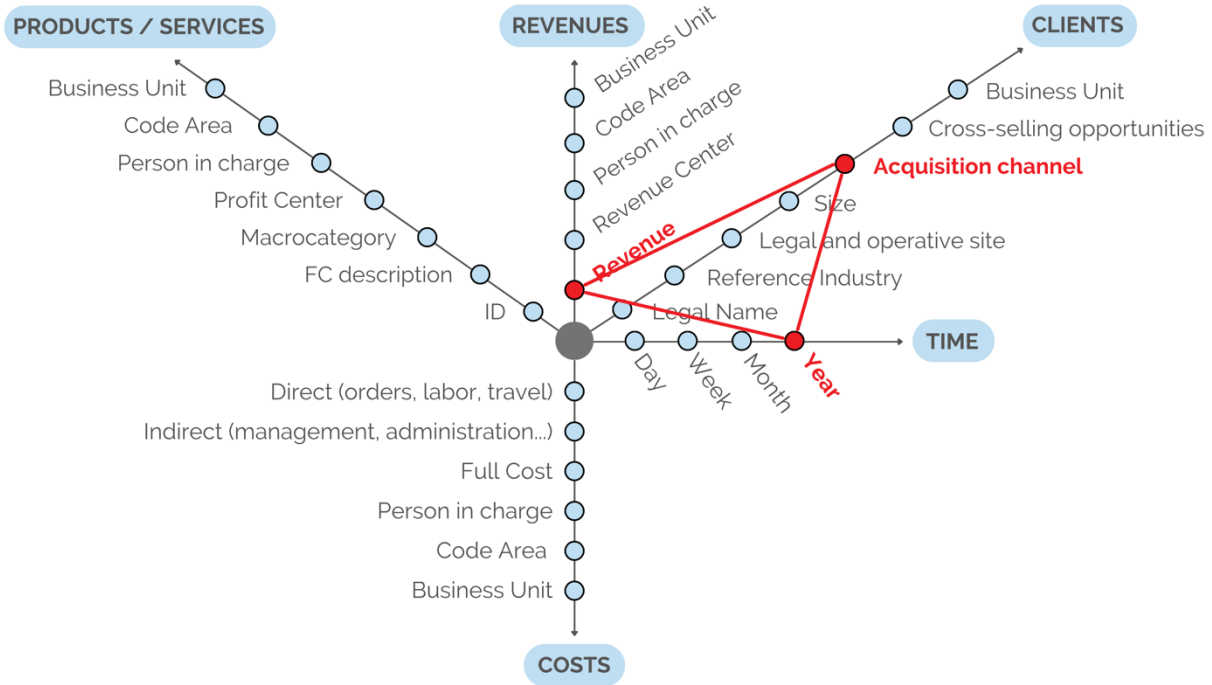 PRODUCTS / SERVICES
REVENUES
CLIENTS
Business Unit
Code Area
Person in charge
Profit Center
Macrocategory
FC description
ID
Business Unit
Code Area
Person in charge
Revenue Center
Revenue
Business Unit
Cross-selling opportunities
Acquisition channel
Size
Legal and operative site
Reference Industry
Legal Name
TIME
Day
Week
Month
Year
Direct (orders, labor, travel)
Indirect (management, administration...)
Full Cost
Person in charge
Code Area
Business Unit
COSTS